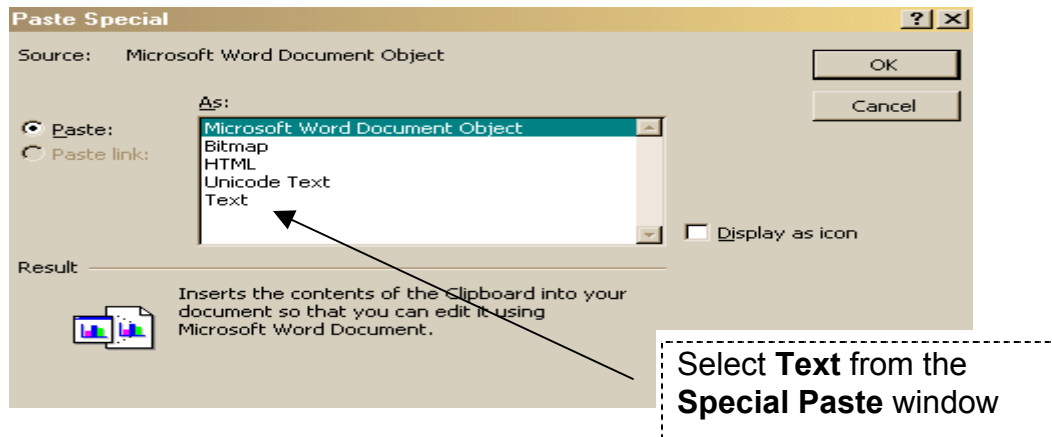 Paste Special
Source: Microsoft Word Document Object
OK
As:
Cancel
Paste:
Microsoft Word Document Object
Paste link:
Bitmap
HTML
Unicode Text
Text
Display as icon
Result
Inserts the contents of the Clipboard into your
document so that you can edit it using
Microsoft Word Document.
Select Text from the
Special Paste window